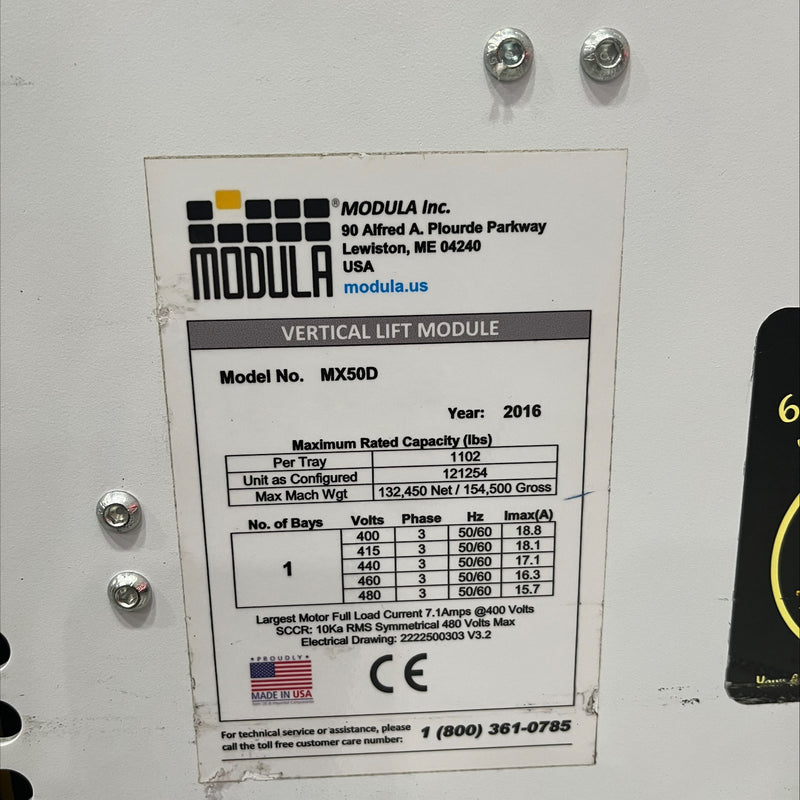 MODULA
® MODULA Inc.
90 Alfred A. Plourde Parkway
Lewiston, ME 04240
USA
modula.us
VERTICAL LIFT MODULE
Model No. MX50D
Year: 2016
Maximum Rated Capacity (lbs)
Per Tray 1102
Unit as Configured 121254
Max Mach Wgt 132,450 Net / 154,500 Gross
No. of Bays Volts Phase Hz Imax(A)
1
400 3 50/60 18.8
415 3 50/60 18.1
440 3 50/60 17.1
460 3 50/60 16.3
480 3 50/60 15.7
Largest Motor Full Load Current 7.1Amps @400 Volts
SCCR: 10Ka RMS Symmetrical 480 Volts Max
Electrical Drawing: 2222500303 V3.2
PROUDLY
MADE IN USA
CE
For technical service or assistance, please
call the toll free customer care number:
1 (800) 361-0785
6